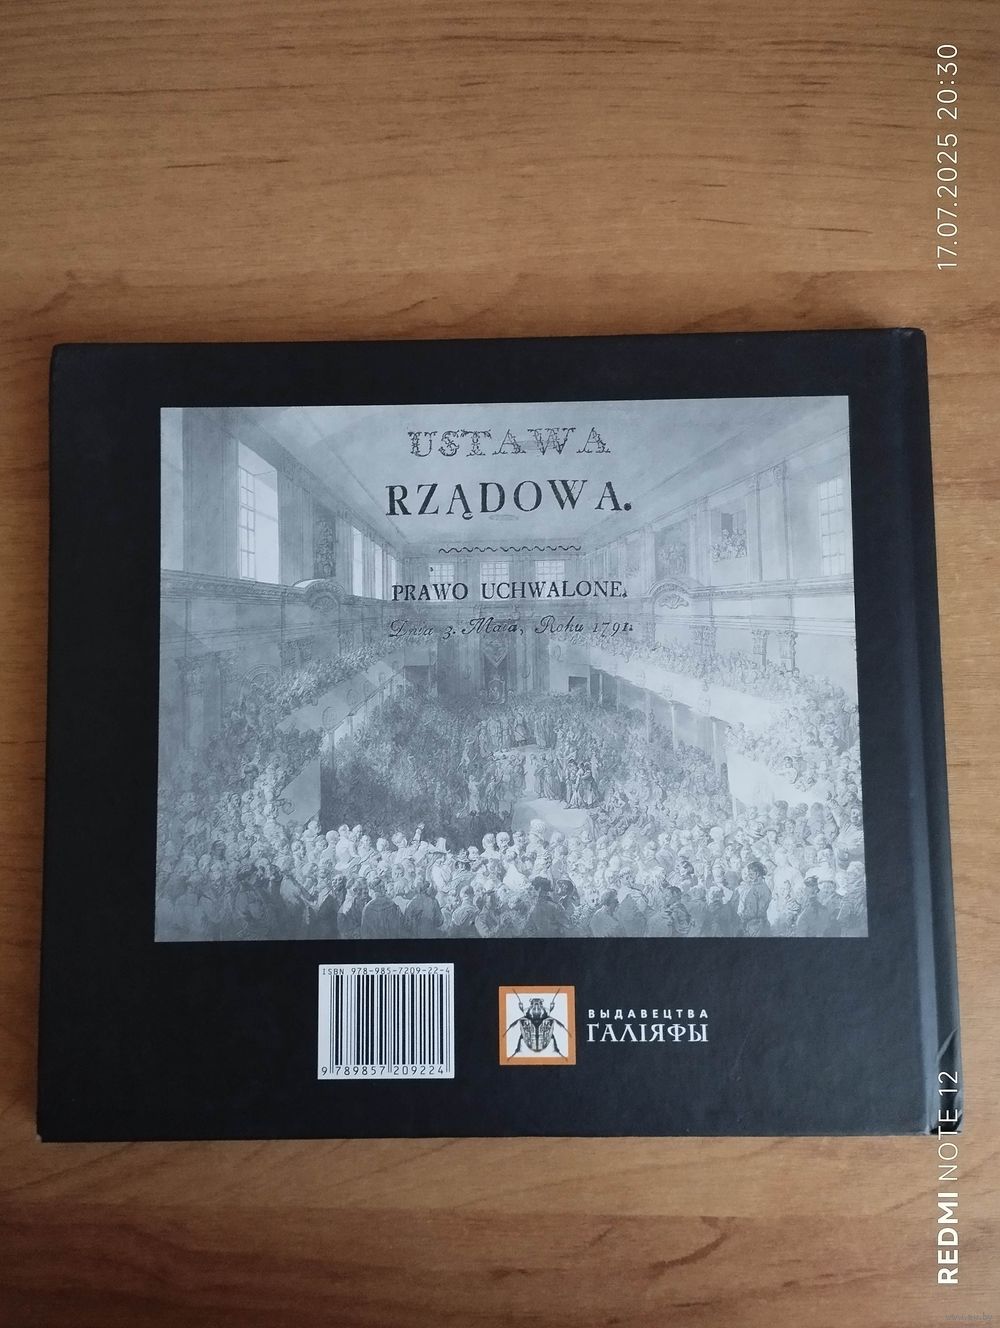 USTAWA
RZĄDOWA.
PRAWO UCHWALONE.
Dnia 3. Maia, Roku 1791.
ISBN 978-985-7209-22-4
9 789857 209224
ВЫДАВЕЦТВА
ГАЛІЯФЫ
17.07.2025 20:30
REDMI NOTE 12